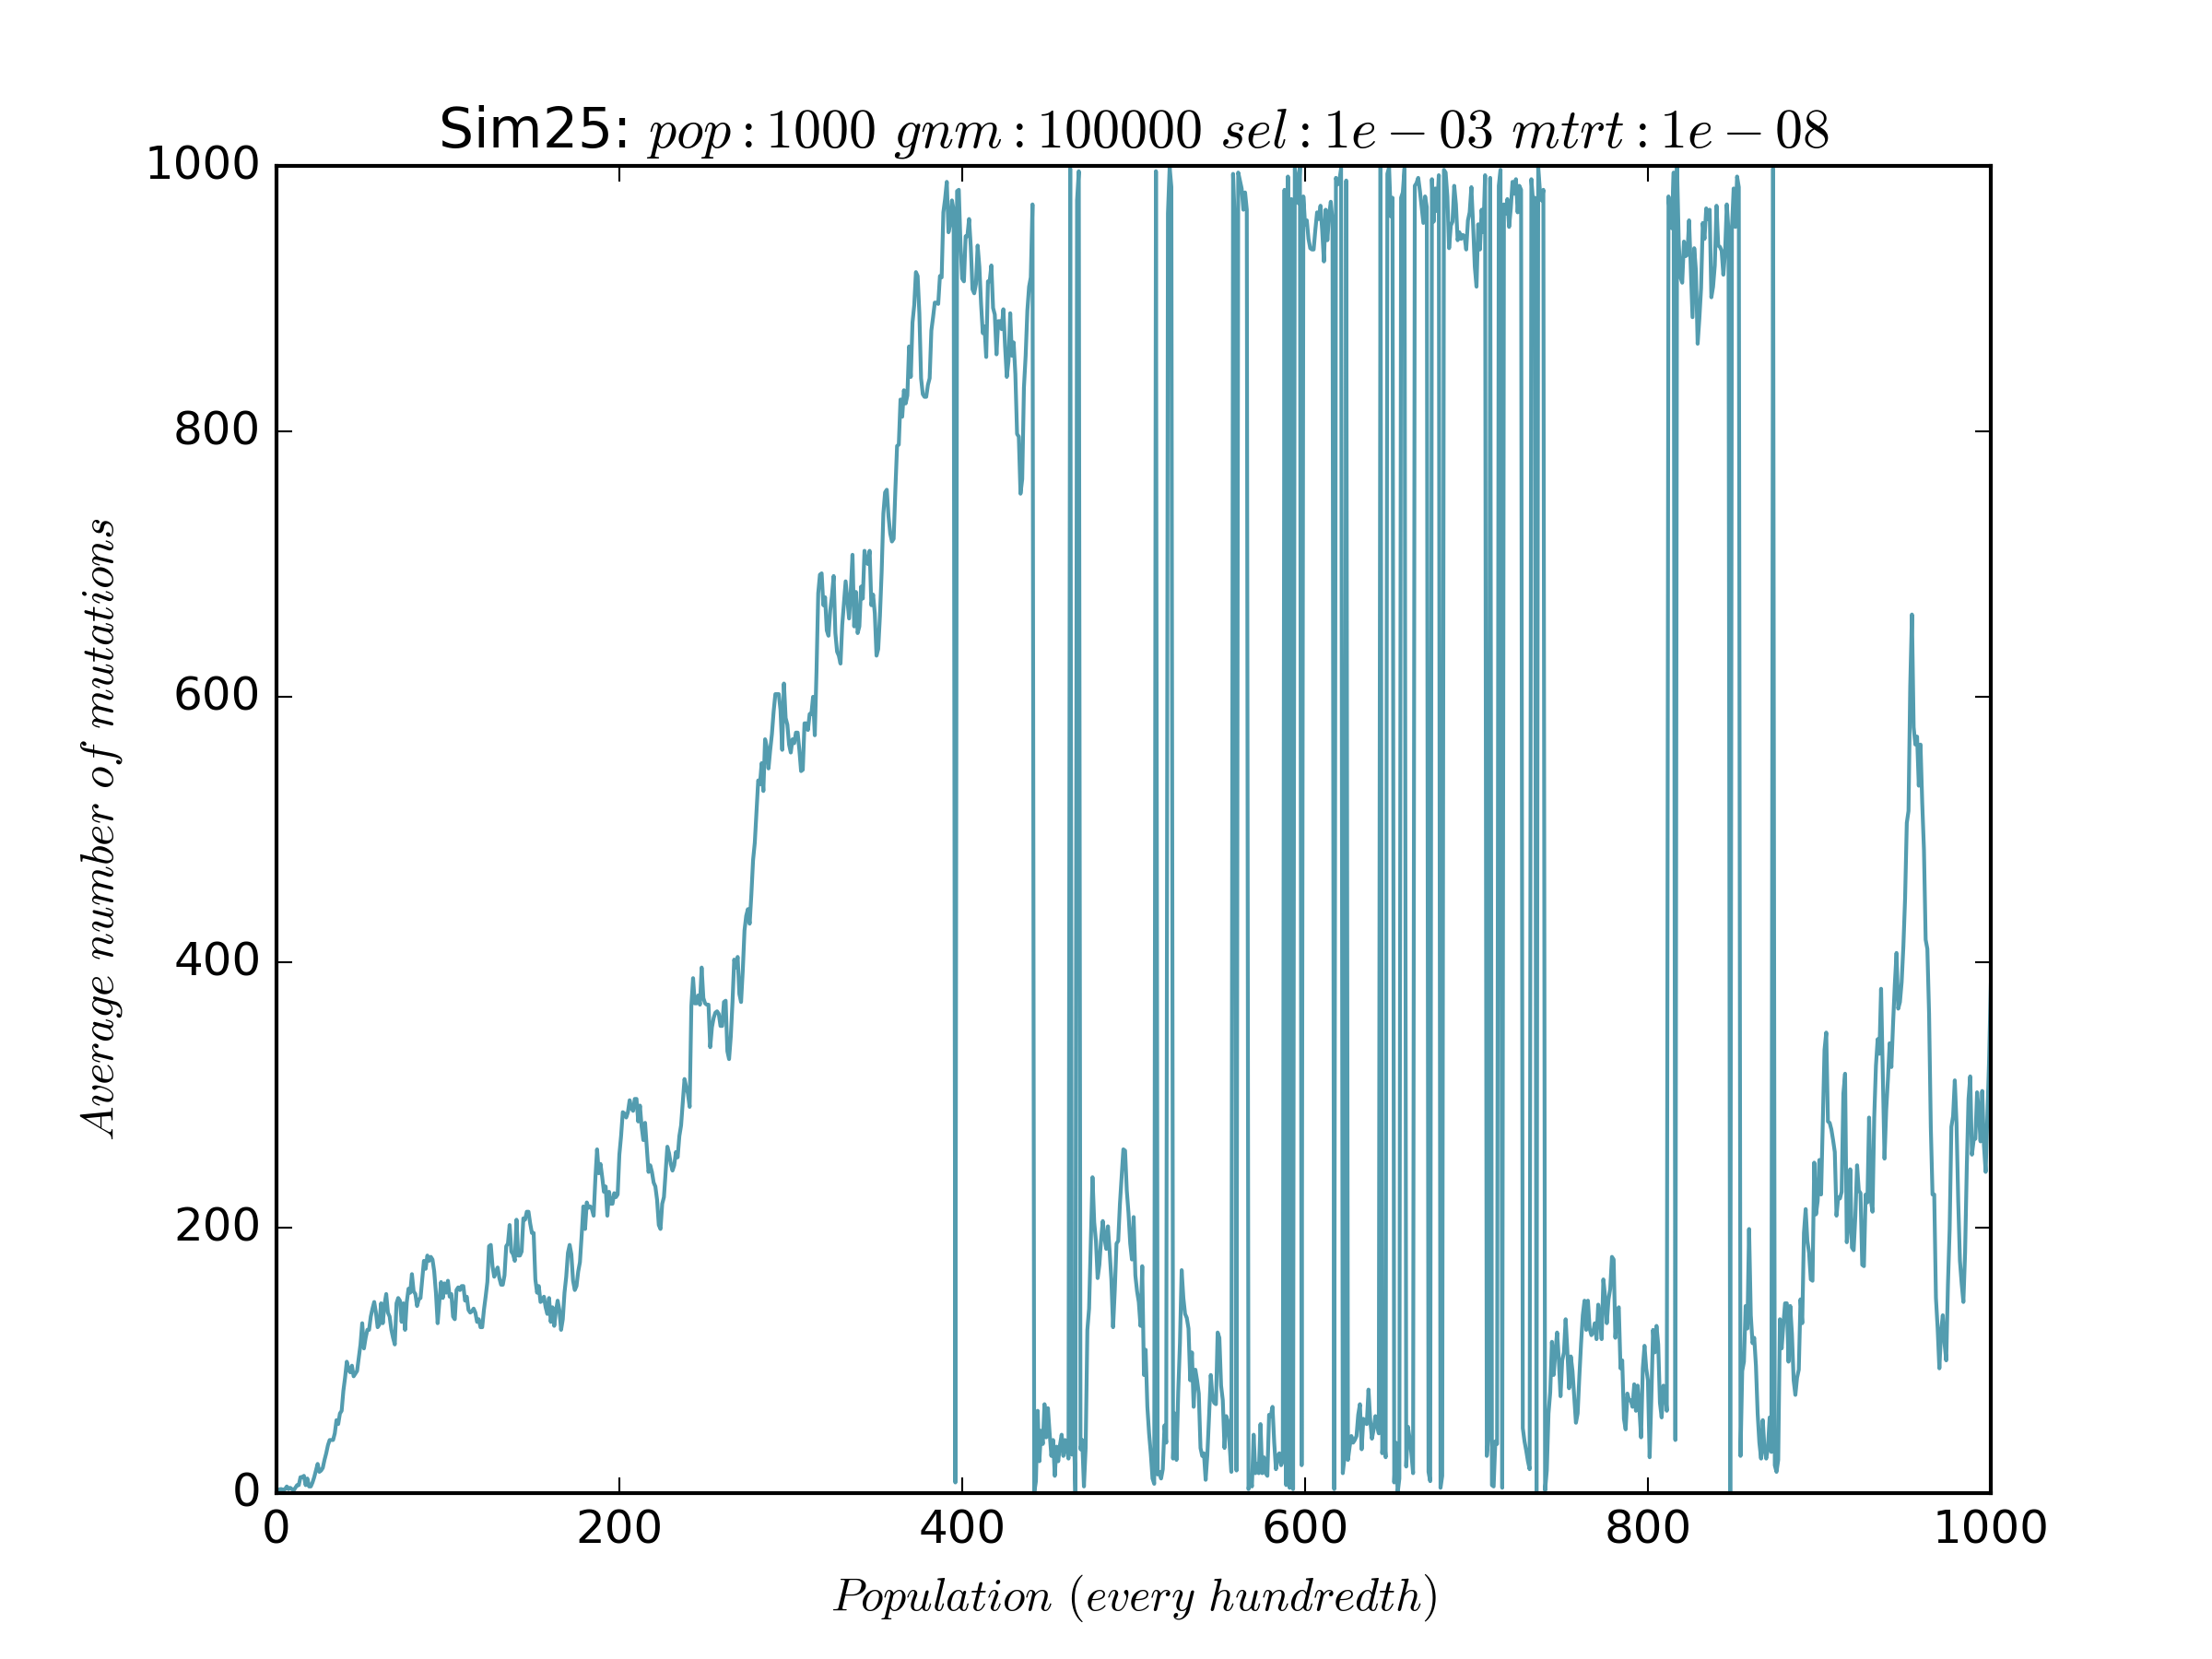 Sim25: pop : 1000 gnm : 100000 sel : 1e − 03 mtrt : 1e − 08
1000
800
600
400
200
0
Average number of mutations
0 200 400 600 800 1000
Population (every hundredth)